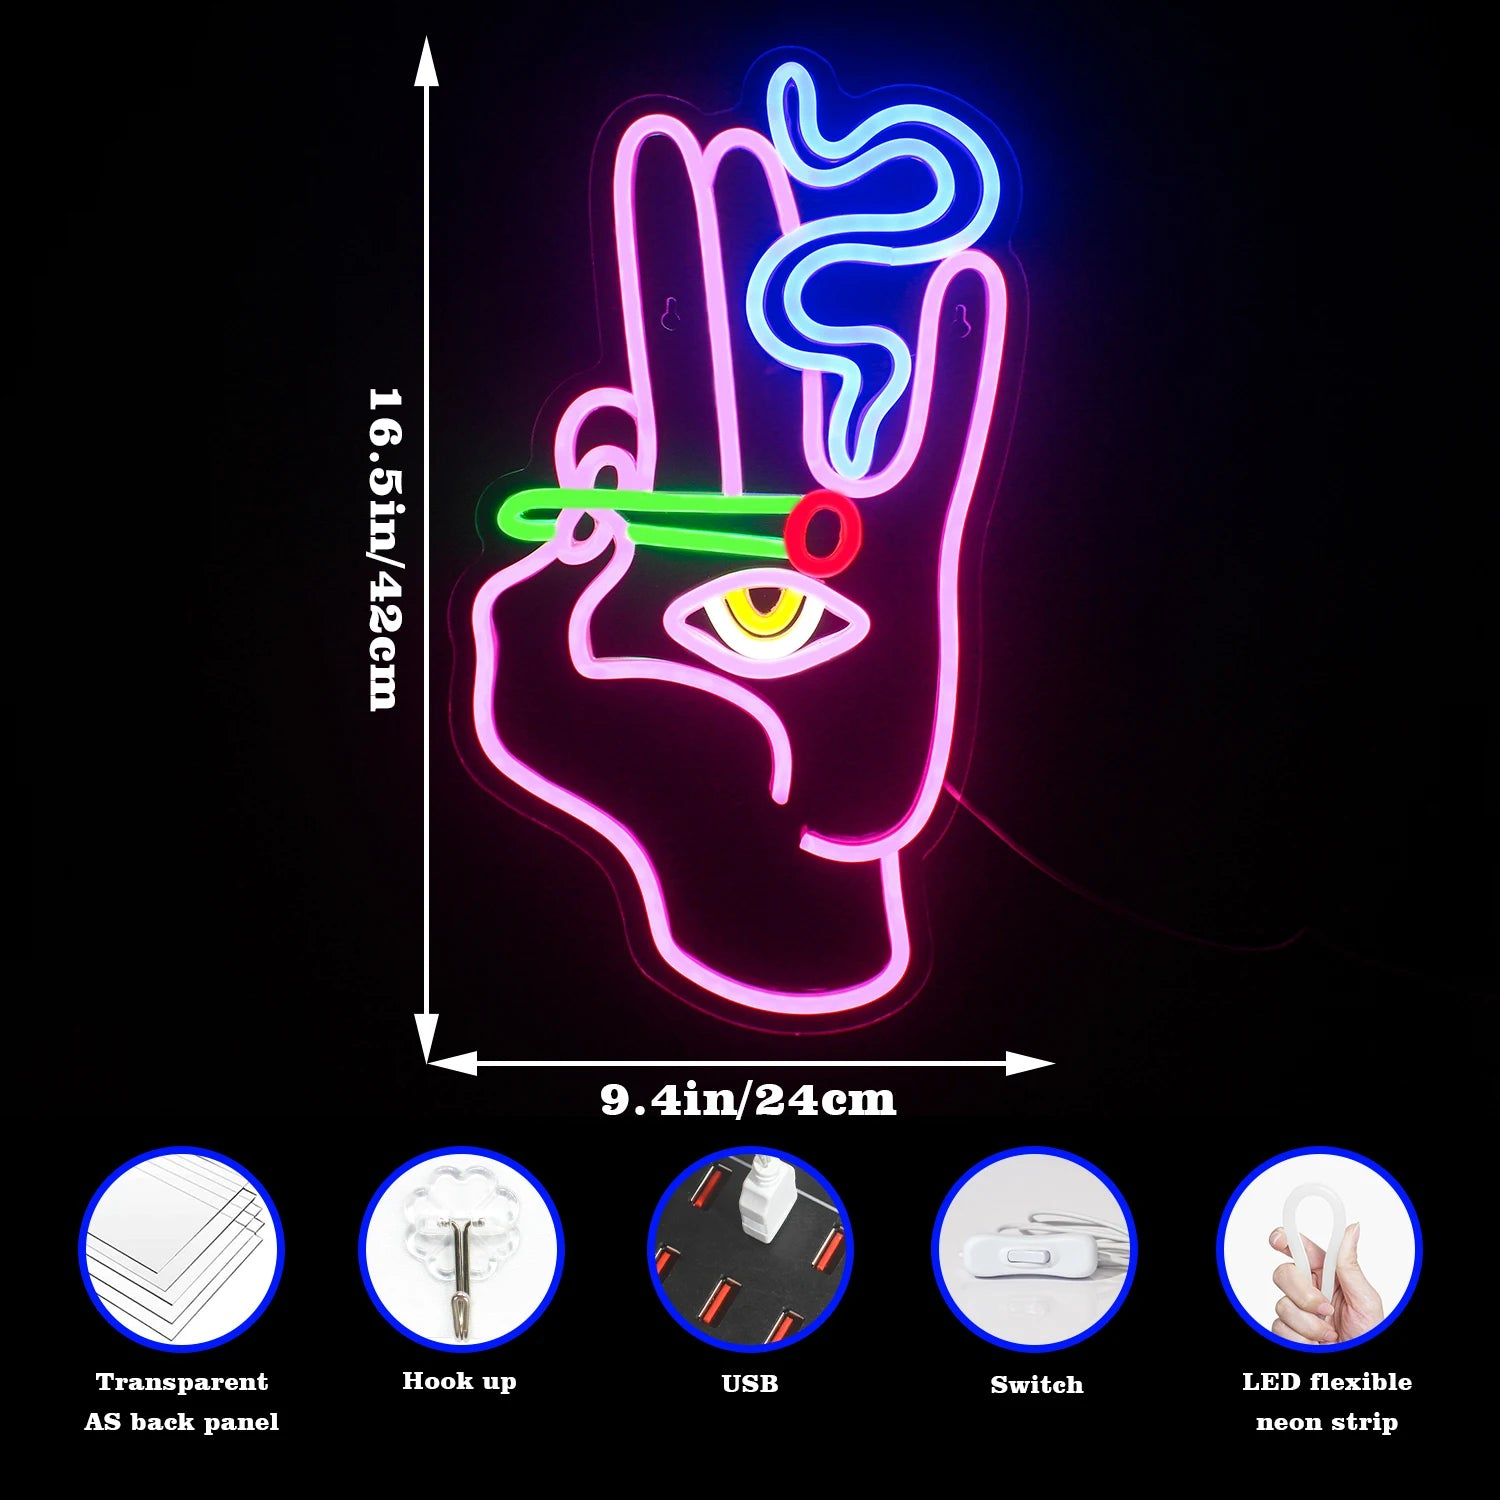 16.5in/42cm
9.4in/24cm
Transparent
AS back panel
Hook up
USB
Switch
LED flexible
neon strip